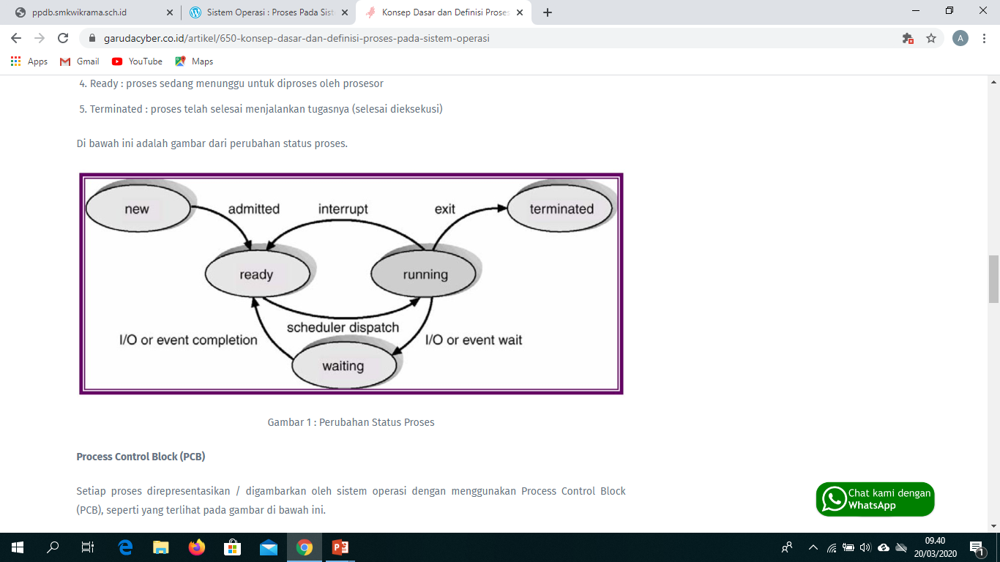 ppdb.smkwikrama.sch.id
Sistem Operasi : Proses Pada Sist
Konsep Dasar dan Definisi Proses
garudacyber.co.id/artikel/650-konsep-dasar-dan-definisi-proses-pada-sistem-operasi
A
Apps
Gmail
YouTube
Maps
4. Ready : proses sedang menunggu untuk diproses oleh prosesor
5. Terminated : proses telah selesai menjalankan tugasnya (selesai dieksekusi)
Di bawah ini adalah gambar dari perubahan status proses.
new
admitted
interrupt
exit
terminated
ready
running
scheduler dispatch
I/O or event completion
I/O or event wait
waiting
Gambar 1 : Perubahan Status Proses
Process Control Block (PCB)
Setiap proses direpresentasikan / digambarkan oleh sistem operasi dengan menggunakan Process Control Block
(PCB), seperti yang terlihat pada gambar di bawah ini.
Chat kami dengan
WhatsApp
09.40
20/03/2020
1